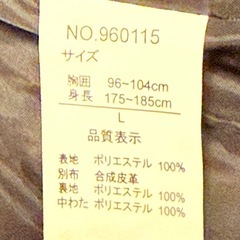 NO.960115
サイズ
胸囲 96~104cm
身長 175~185cm
L
品質表示
表地 ポリエステル 100%
別布 合成皮革
裏地 ポリエステル 100%
中わた ポリエステル 100%